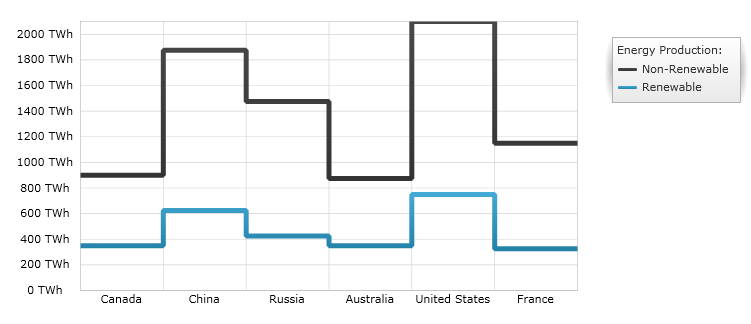 2000 TWh
1800 TWh
1600 TWh
1400 TWh
1200 TWh
1000 TWh
800 TWh
600 TWh
400 TWh
200 TWh
0 TWh
Canada China Russia Australia United States France
Energy Production:
Non-Renewable
Renewable